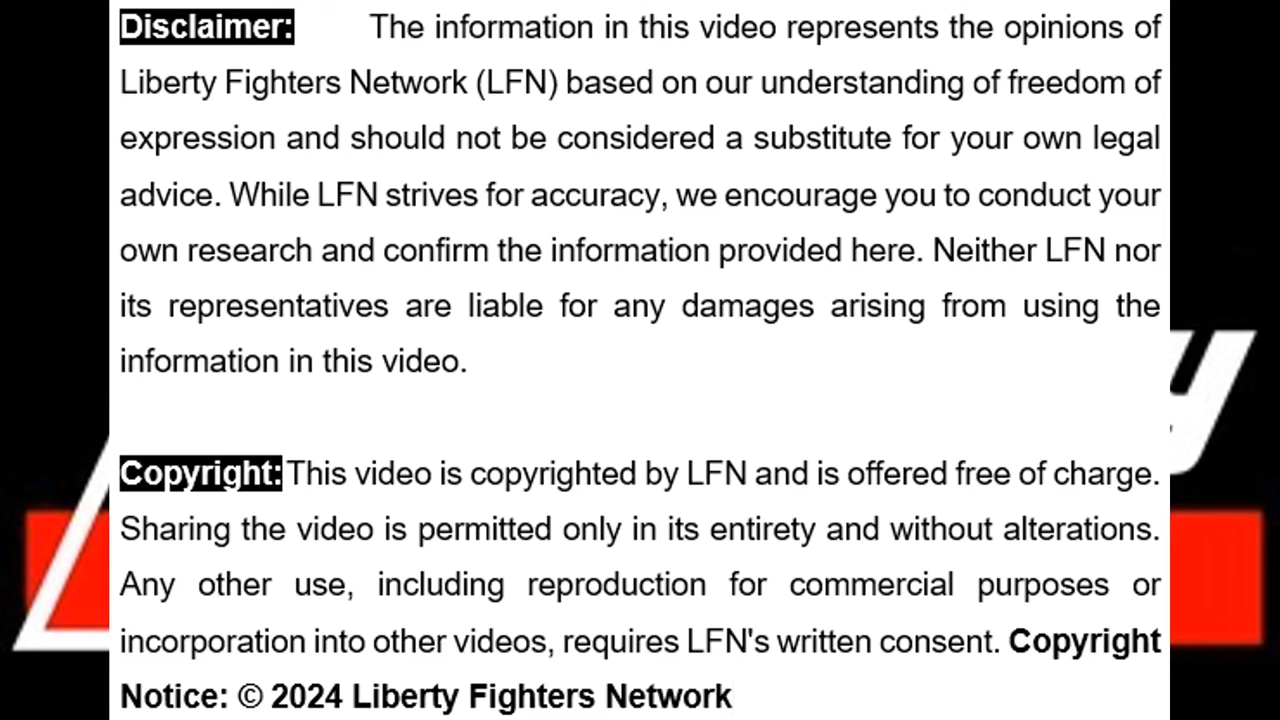 Disclaimer: The information in this video represents the opinions of
Liberty Fighters Network (LFN) based on our understanding of freedom of
expression and should not be considered a substitute for your own legal
advice. While LFN strives for accuracy, we encourage you to conduct your
own research and confirm the information provided here. Neither LFN nor
its representatives are liable for any damages arising from using the
information in this video.
Copyright: This video is copyrighted by LFN and is offered free of charge.
Sharing the video is permitted only in its entirety and without alterations.
Any other use, including reproduction for commercial purposes or
incorporation into other videos, requires LFN's written consent. Copyright
Notice: © 2024 Liberty Fighters Network